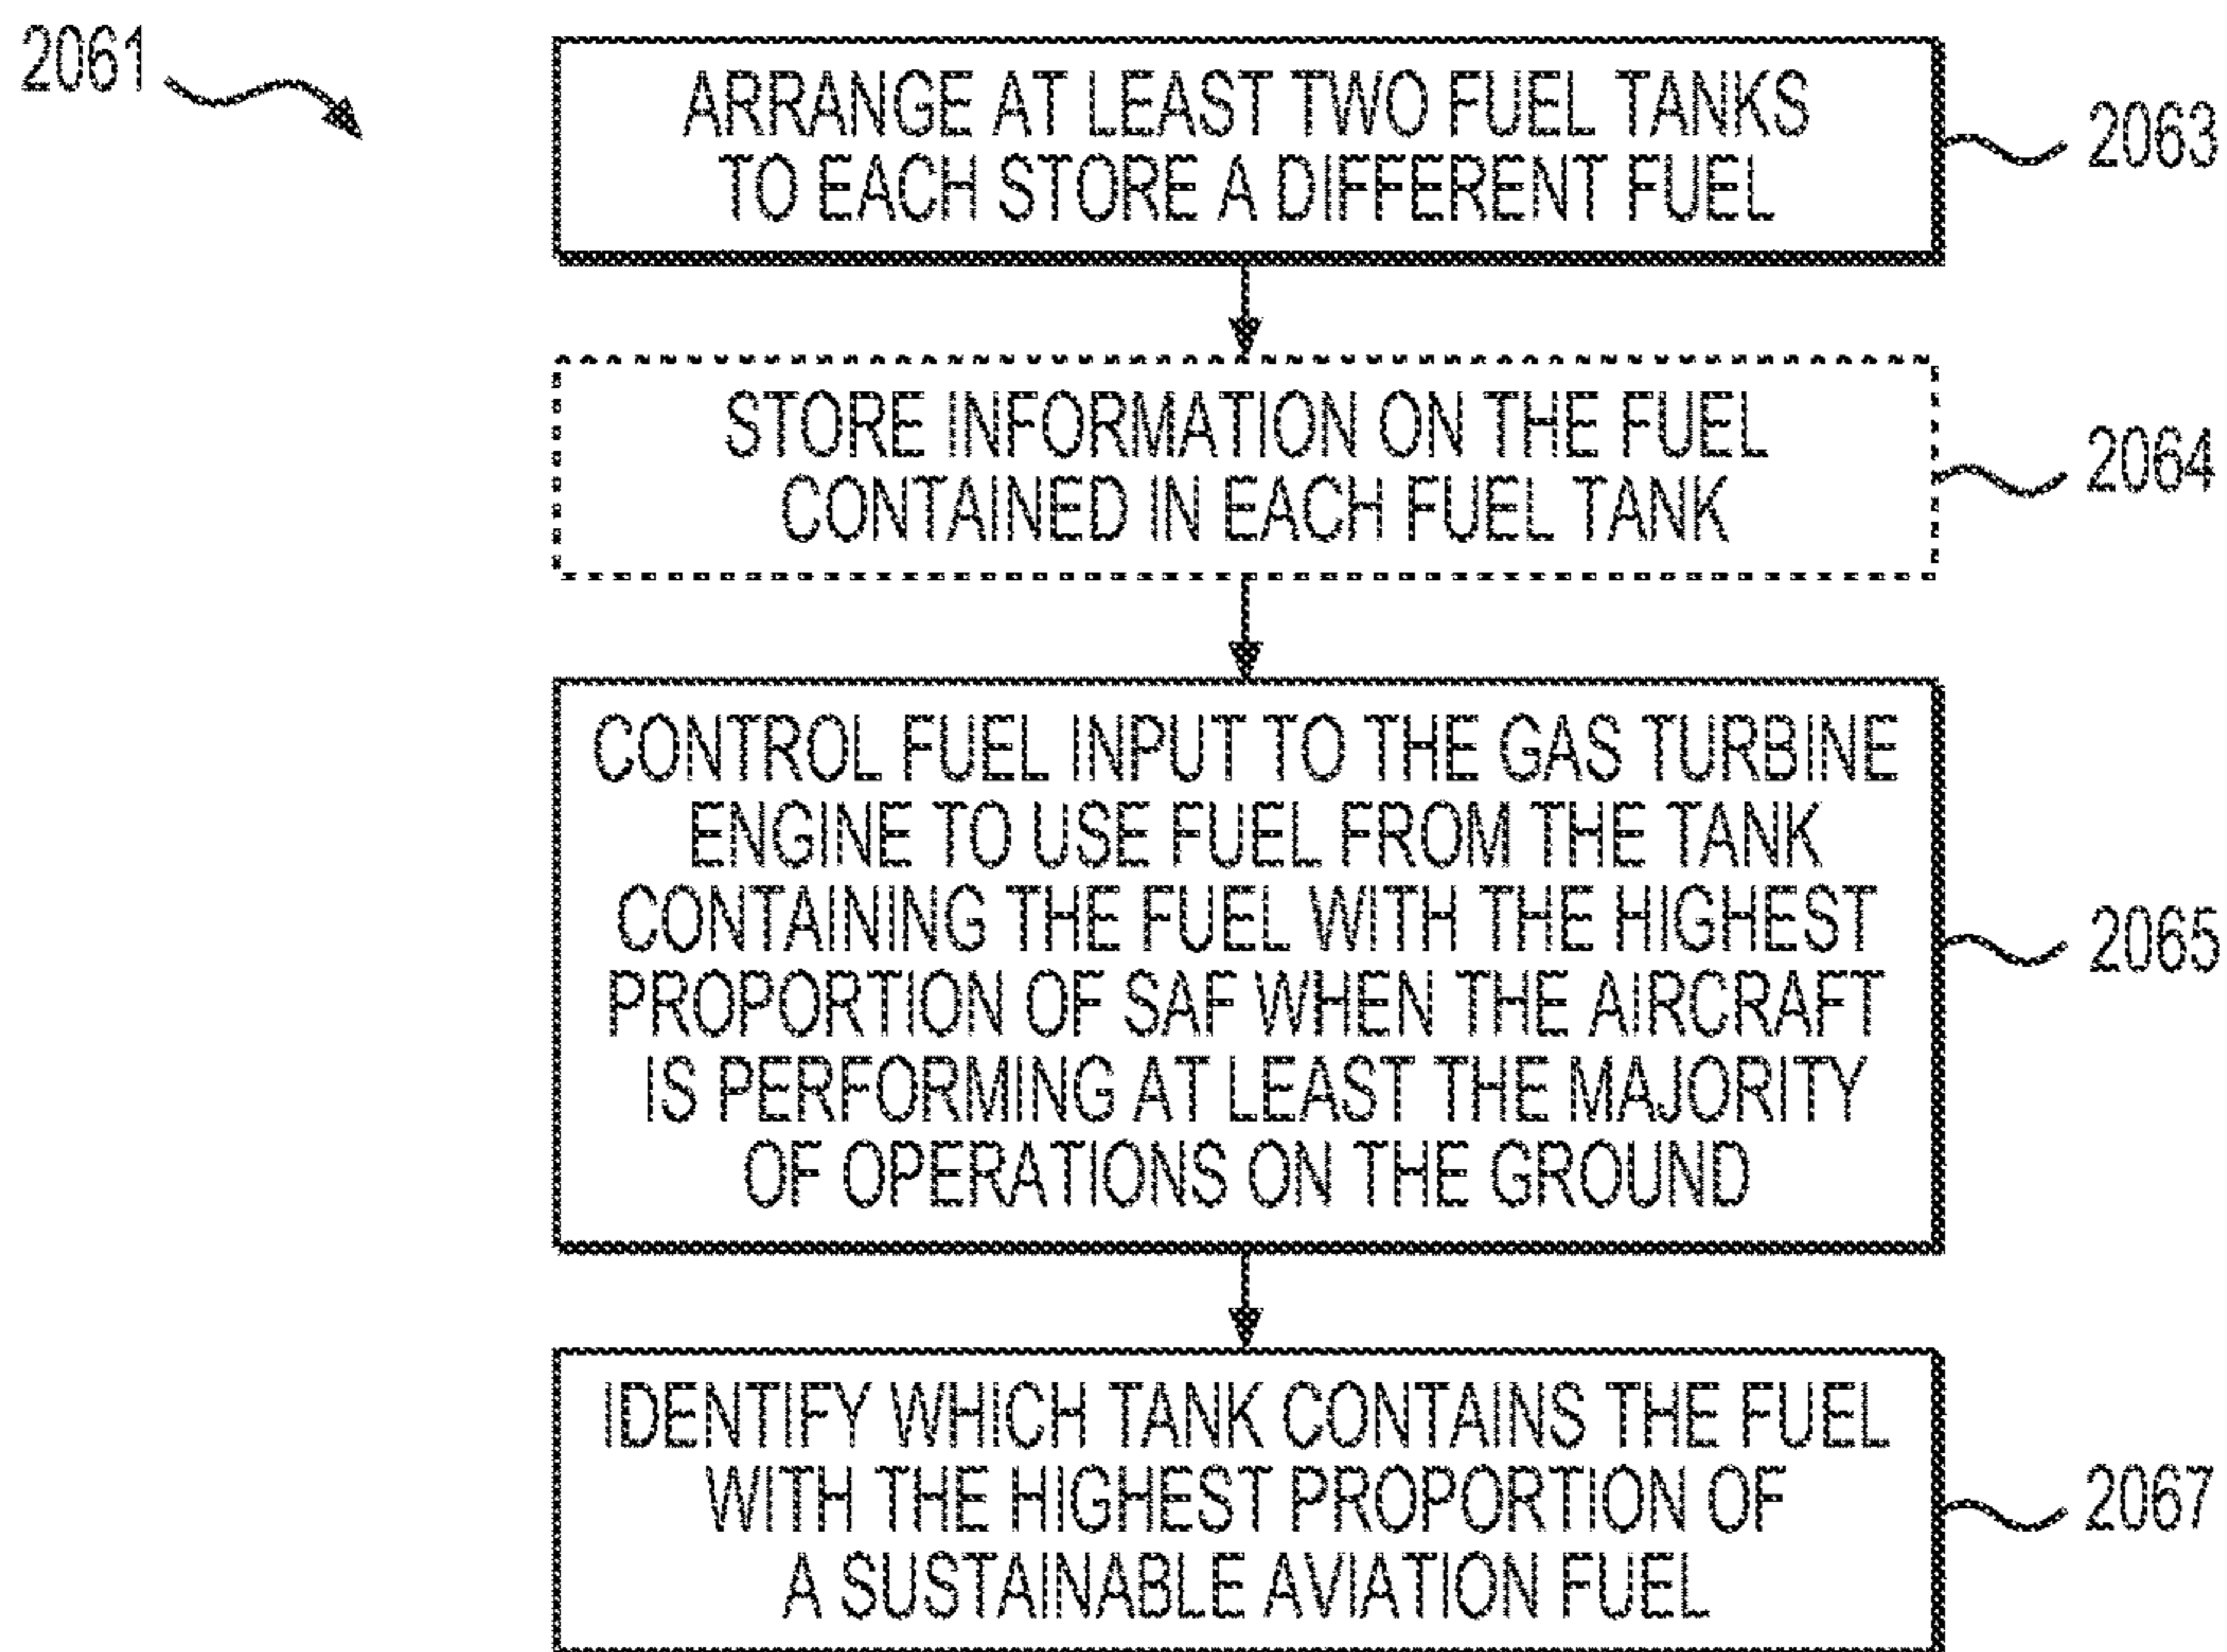 2061
ARRANGE AT LEAST TWO FUEL TANKS
TO EACH STORE A DIFFERENT FUEL
2063
STORE INFORMATION ON THE FUEL
CONTAINED IN EACH FUEL TANK
2064
CONTROL FUEL INPUT TO THE GAS TURBINE
ENGINE TO USE FUEL FROM THE TANK
CONTAINING THE FUEL WITH THE HIGHEST
PROPORTION OF SAF WHEN THE AIRCRAFT
IS PERFORMING AT LEAST THE MAJORITY
OF OPERATIONS ON THE GROUND
2065
IDENTIFY WHICH TANK CONTAINS THE FUEL
WITH THE HIGHEST PROPORTION OF
A SUSTAINABLE AVIATION FUEL
2067